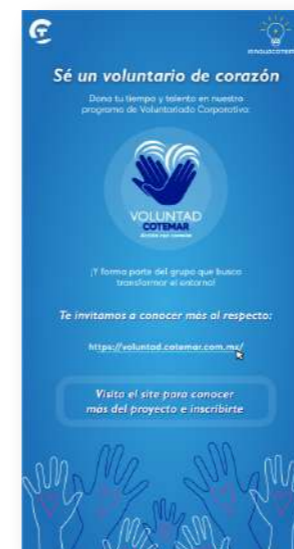 innovacotemar
Sé un voluntario de corazón
Dona tu tiempo y talento en nuestro
programa de Voluntariado Corporativo:
VOLUNTAD
COTEMAR
¡Y forma parte del grupo que busca
transformar el entorno!
Te invitamos a conocer más al respecto:
https://voluntad.cotemar.com.mx/
Visita el site para conocer
más del proyecto e inscribirte